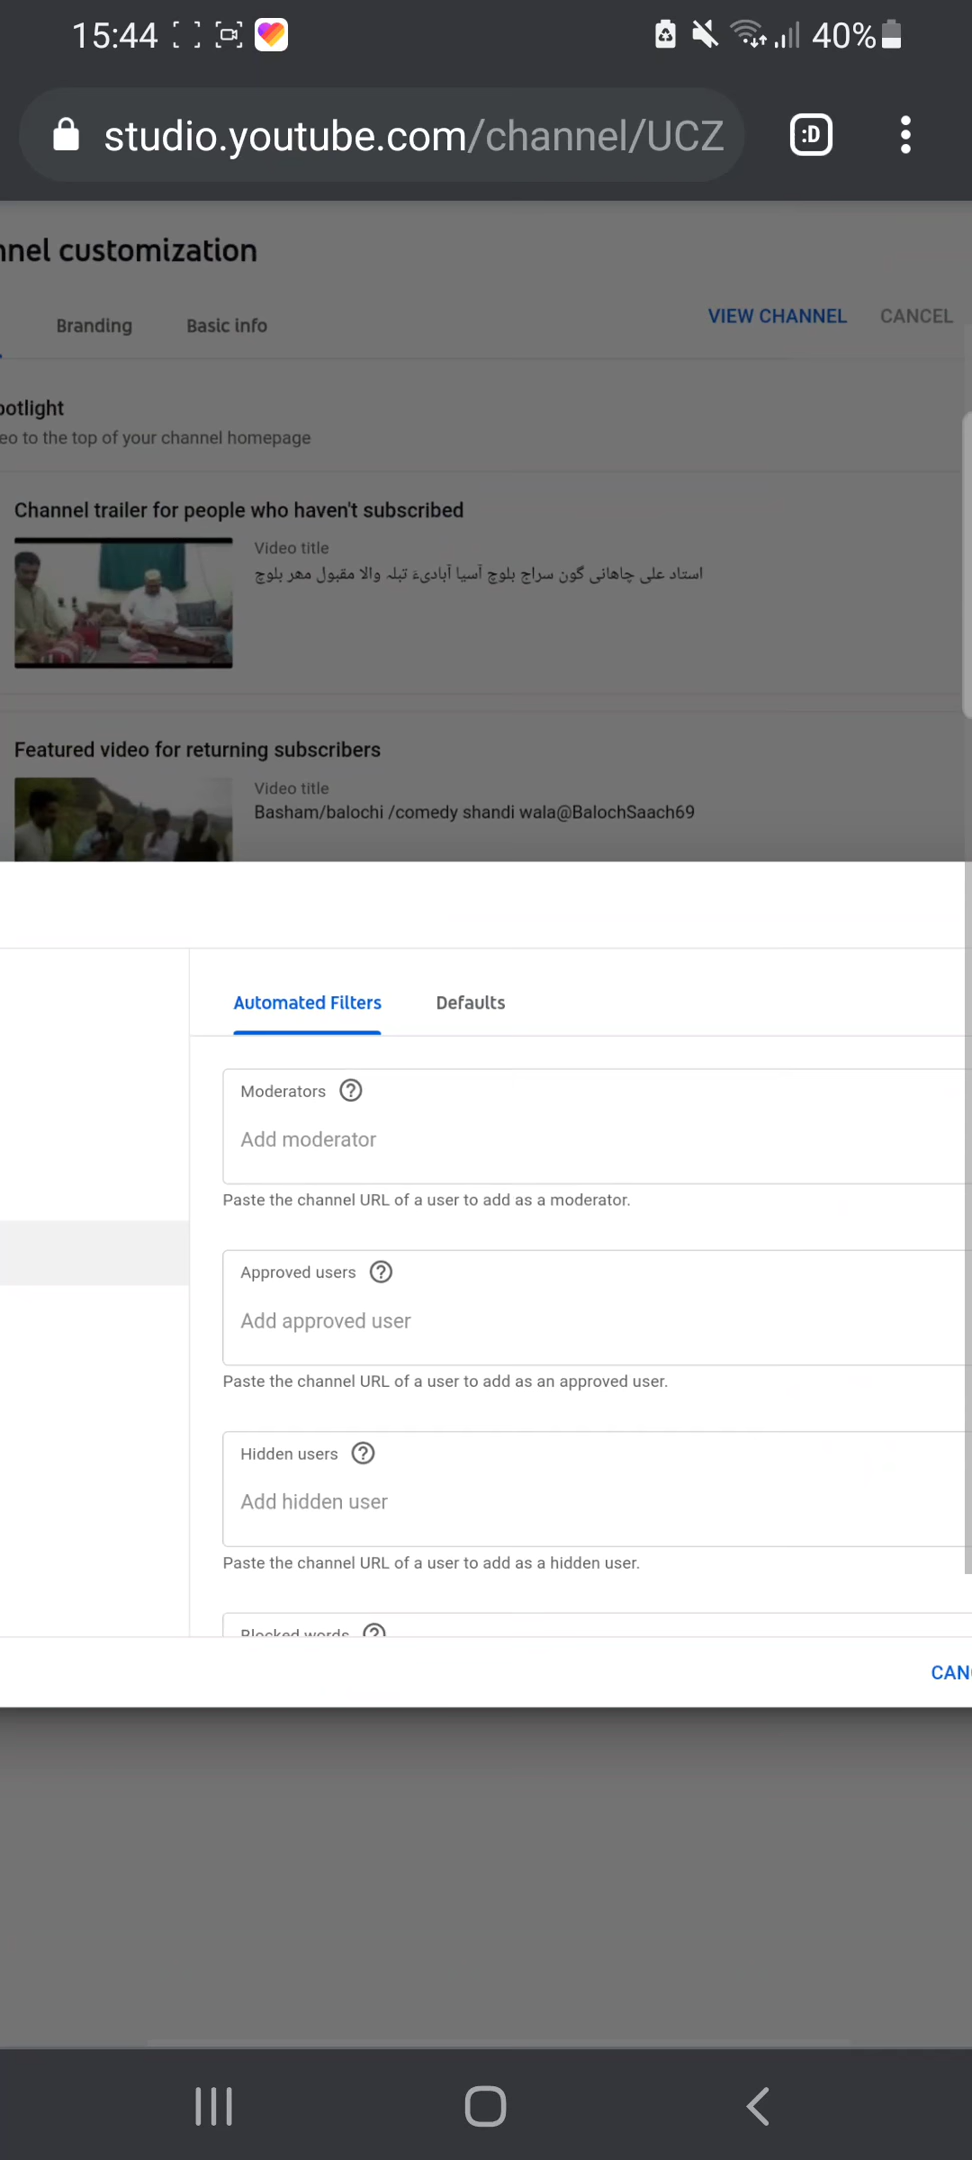 15:44
40%
studio.youtube.com/channel/UCZ
:D
nnel customization
Branding
Basic info
VIEW CHANNEL
CANCEL
potlight
eo to the top of your channel homepage
Channel trailer for people who haven't subscribed
Video title
استاد علی چاهانی گون سراج بلوچ آسیا آبادیءَ تبلہ والا مقبول مھر بلوچ
Featured video for returning subscribers
Video title
Basham/balochi /comedy shandi wala@BalochSaach69
Automated Filters
Defaults
Moderators
Add moderator
Paste the channel URL of a user to add as a moderator.
Approved users
Add approved user
Paste the channel URL of a user to add as an approved user.
Hidden users
Add hidden user
Paste the channel URL of a user to add as a hidden user.
Blocked words
CAN